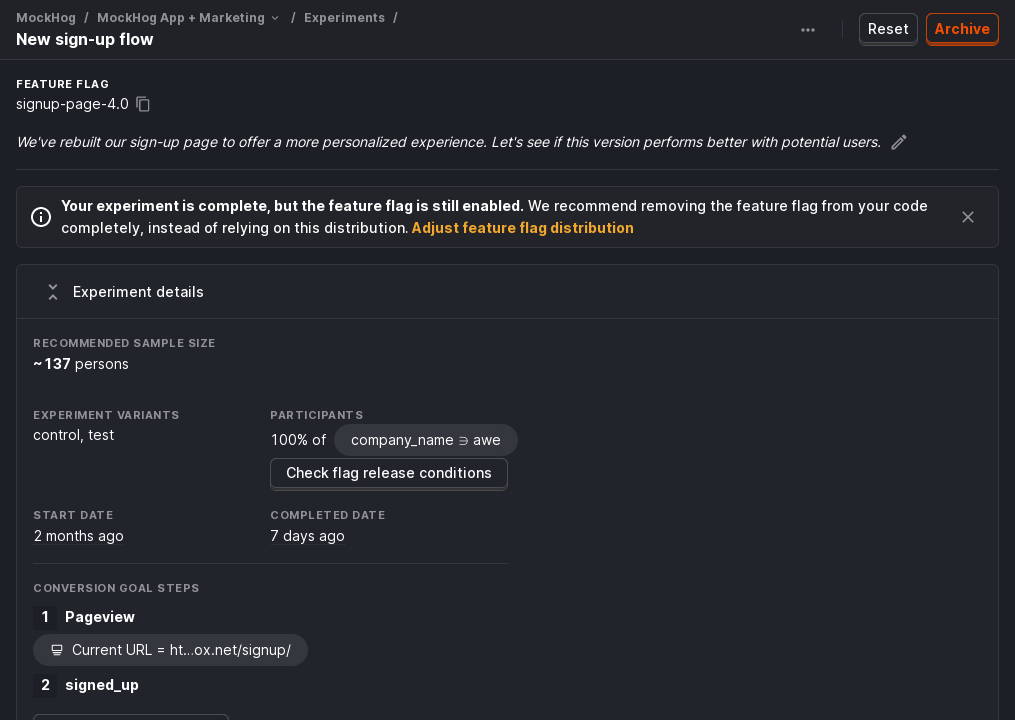 MockHog / MockHog App + Marketing / Experiments /
New sign-up flow
Reset
Archive
FEATURE FLAG
signup-page-4.0
We've rebuilt our sign-up page to offer a more personalized experience. Let's see if this version performs better with potential users.
Your experiment is complete, but the feature flag is still enabled. We recommend removing the feature flag from your code
completely, instead of relying on this distribution. Adjust feature flag distribution
Experiment details
RECOMMENDED SAMPLE SIZE
~137 persons
EXPERIMENT VARIANTS
control, test
PARTICIPANTS
100% of company_name ∋ awe
Check flag release conditions
START DATE
2 months ago
COMPLETED DATE
7 days ago
CONVERSION GOAL STEPS
1 Pageview
Current URL = ht...ox.net/signup/
2 signed_up